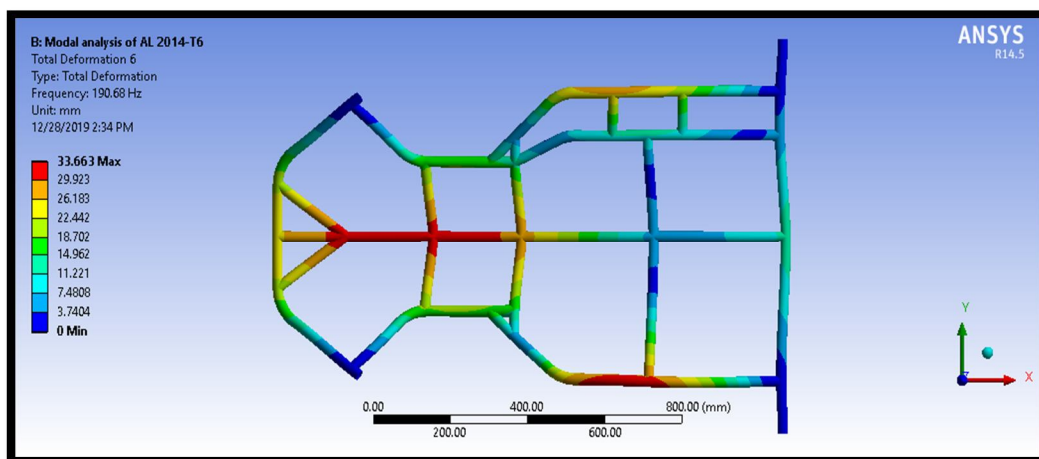 B: Modal analysis of AL 2014-T6
Total Deformation 6
Type: Total Deformation
Frequency: 190.68 Hz
Unit: mm
12/28/2019 2:34 PM
33.663 Max
29.923
26.183
22.442
18.702
14.962
11.221
7.4808
3.7404
0 Min
ANSYS
R14.5
0.00 400.00 800.00 (mm)
200.00 600.00
Y
Z X